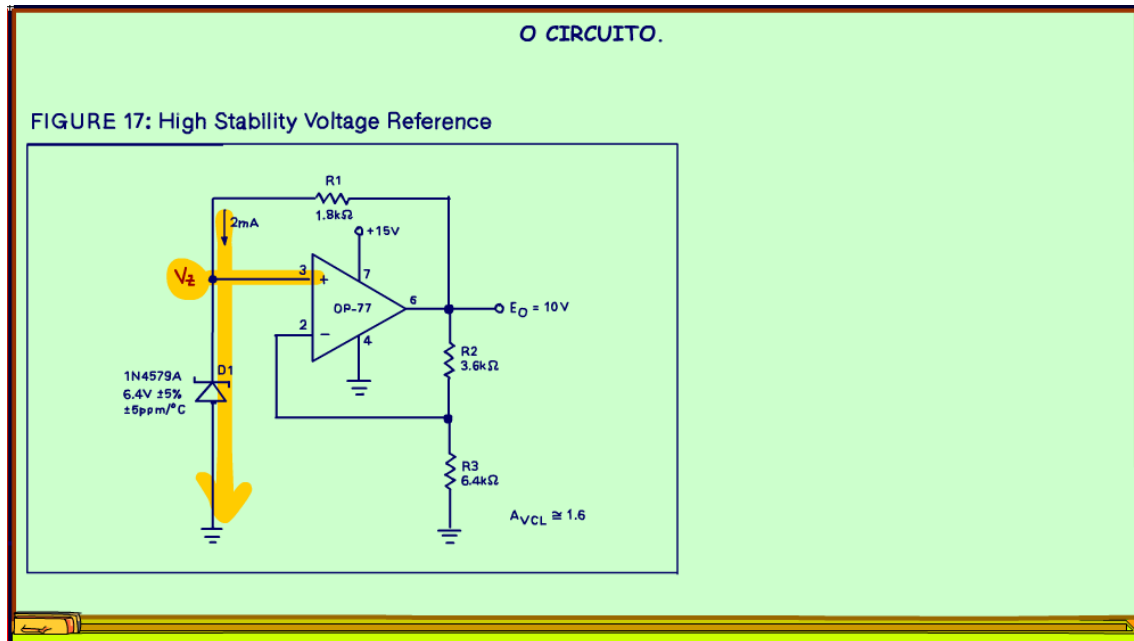 O CIRCUITO.
FIGURE 17: High Stability Voltage Reference
R1
1.8kΩ
2mA
+15V
Vz
3
+
7
OP-77
6
E₀ = 10V
2
−
4
R2
3.6kΩ
1N4579A
6.4V ±5%
±5ppm/°C
D1
R3
6.4kΩ
AVCL ≅ 1.6